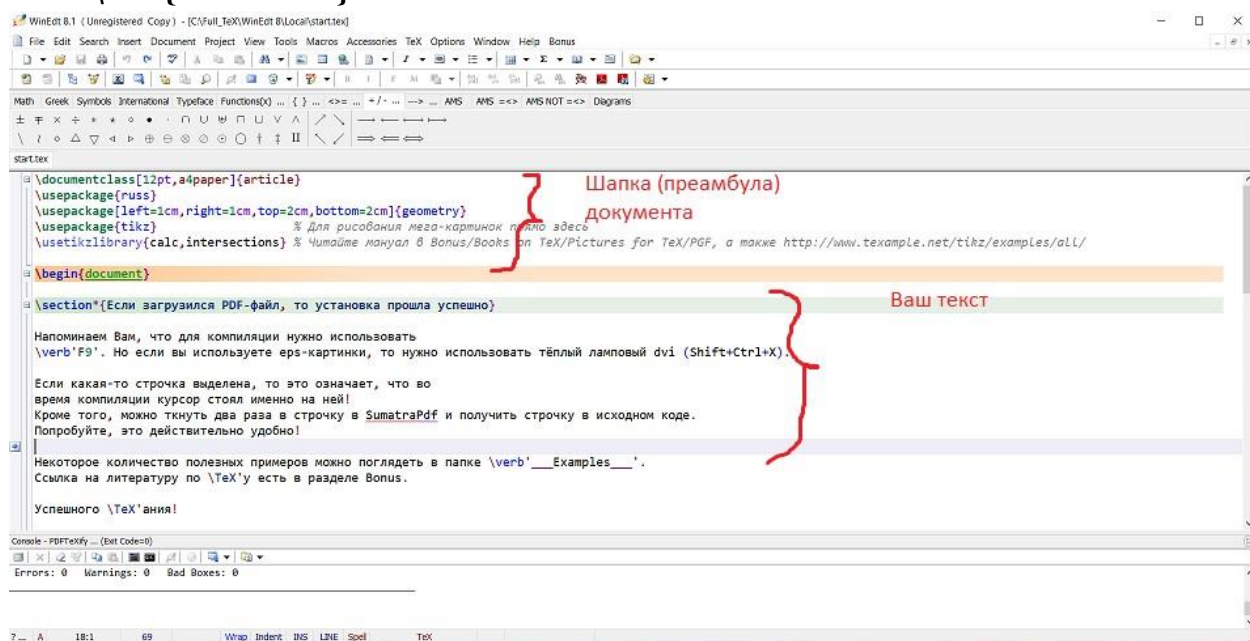 WinEdt 8.1 ( Unregistered Copy ) - [C:\Full_TeX\WinEdt 8\Local\start.tex]
File Edit Search Insert Document Project View Tools Macros Accessories TeX Options Window Help Bonus
Math Greek Symbols International Typeface Functions(x) ... { } ... <>= ... +/- ... ---> ... AMS AMS =<> AMS NOT =<> Diagrams
start.tex
\documentclass[12pt,a4paper]{article}
\usepackage{russ}
\usepackage[left=1cm,right=1cm,top=2cm,bottom=2cm]{geometry}
\usepackage{tikz} % Для рисования мега-картинок прямо здесь
\usetikzlibrary{calc,intersections} % Читайте мануал в Bonus/Books on TeX/Pictures for TeX/PGF, а также http://www.texample.net/tikz/examples/all/
Шапка (преамбула)
документа
\begin{document}
\section*{Если загрузился PDF-файл, то установка прошла успешно}
Ваш текст
Напоминаем Вам, что для компиляции нужно использовать
\verb'F9'. Но если вы используете eps-картинки, то нужно использовать тёплый ламповый dvi (Shift+Ctrl+X).
Если какая-то строчка выделена, то это означает, что во
время компиляции курсор стоял именно на ней!
Кроме того, можно ткнуть два раза в строчку в SumatraPdf и получить строчку в исходном коде.
Попробуйте, это действительно удобно!
Некоторое количество полезных примеров можно поглядеть в папке \verb'___Examples___'.
Ссылка на литературу по \TeX'у есть в разделе Bonus.
Успешного \TeX'ания!
Console - PDFTeXify ... (Exit Code=0)
Errors: 0 Warnings: 0 Bad Boxes: 0
?... A 18:1 69 Wrap Indent INS LINE Spell TeX